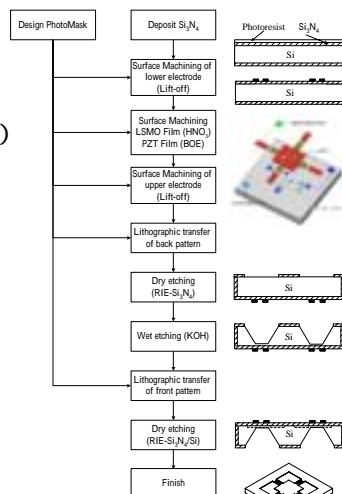 Design PhotoMask
Deposit Si₃N₄
Photoresist Si₃N₄
Si
Surface Machining of
lower electrode
(Lift-off)
Si
)
Surface Machining
LSMO Film (HNO₃)
PZT Film (BOE)
Surface Machining of
upper electrode
(Lift-off)
Lithographic transfer
of back pattern
Dry etching
(RIE-Si₃N₄)
Si
Wet etching (KOH)
Si
Lithographic transfer
of front pattern
Dry etching
(RIE-Si₃N₄/Si)
Si
Finish